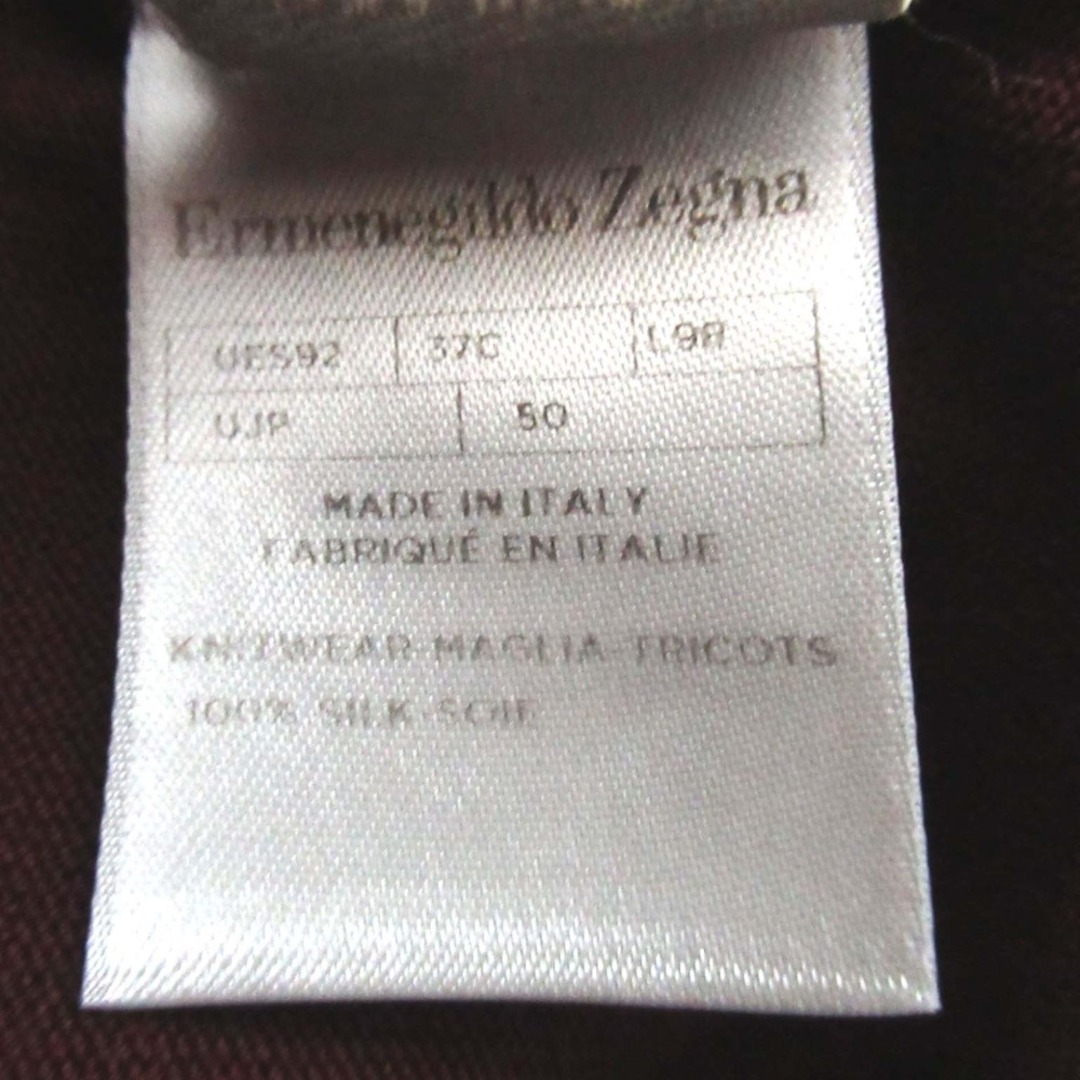 Ermenegildo Zegna
UES92 37C L98
UJP 50
MADE IN ITALY
FABRIQUÉ EN ITALIE
KNITWEAR-MAGLIA-TRICOTS
100% SILK-SOIE